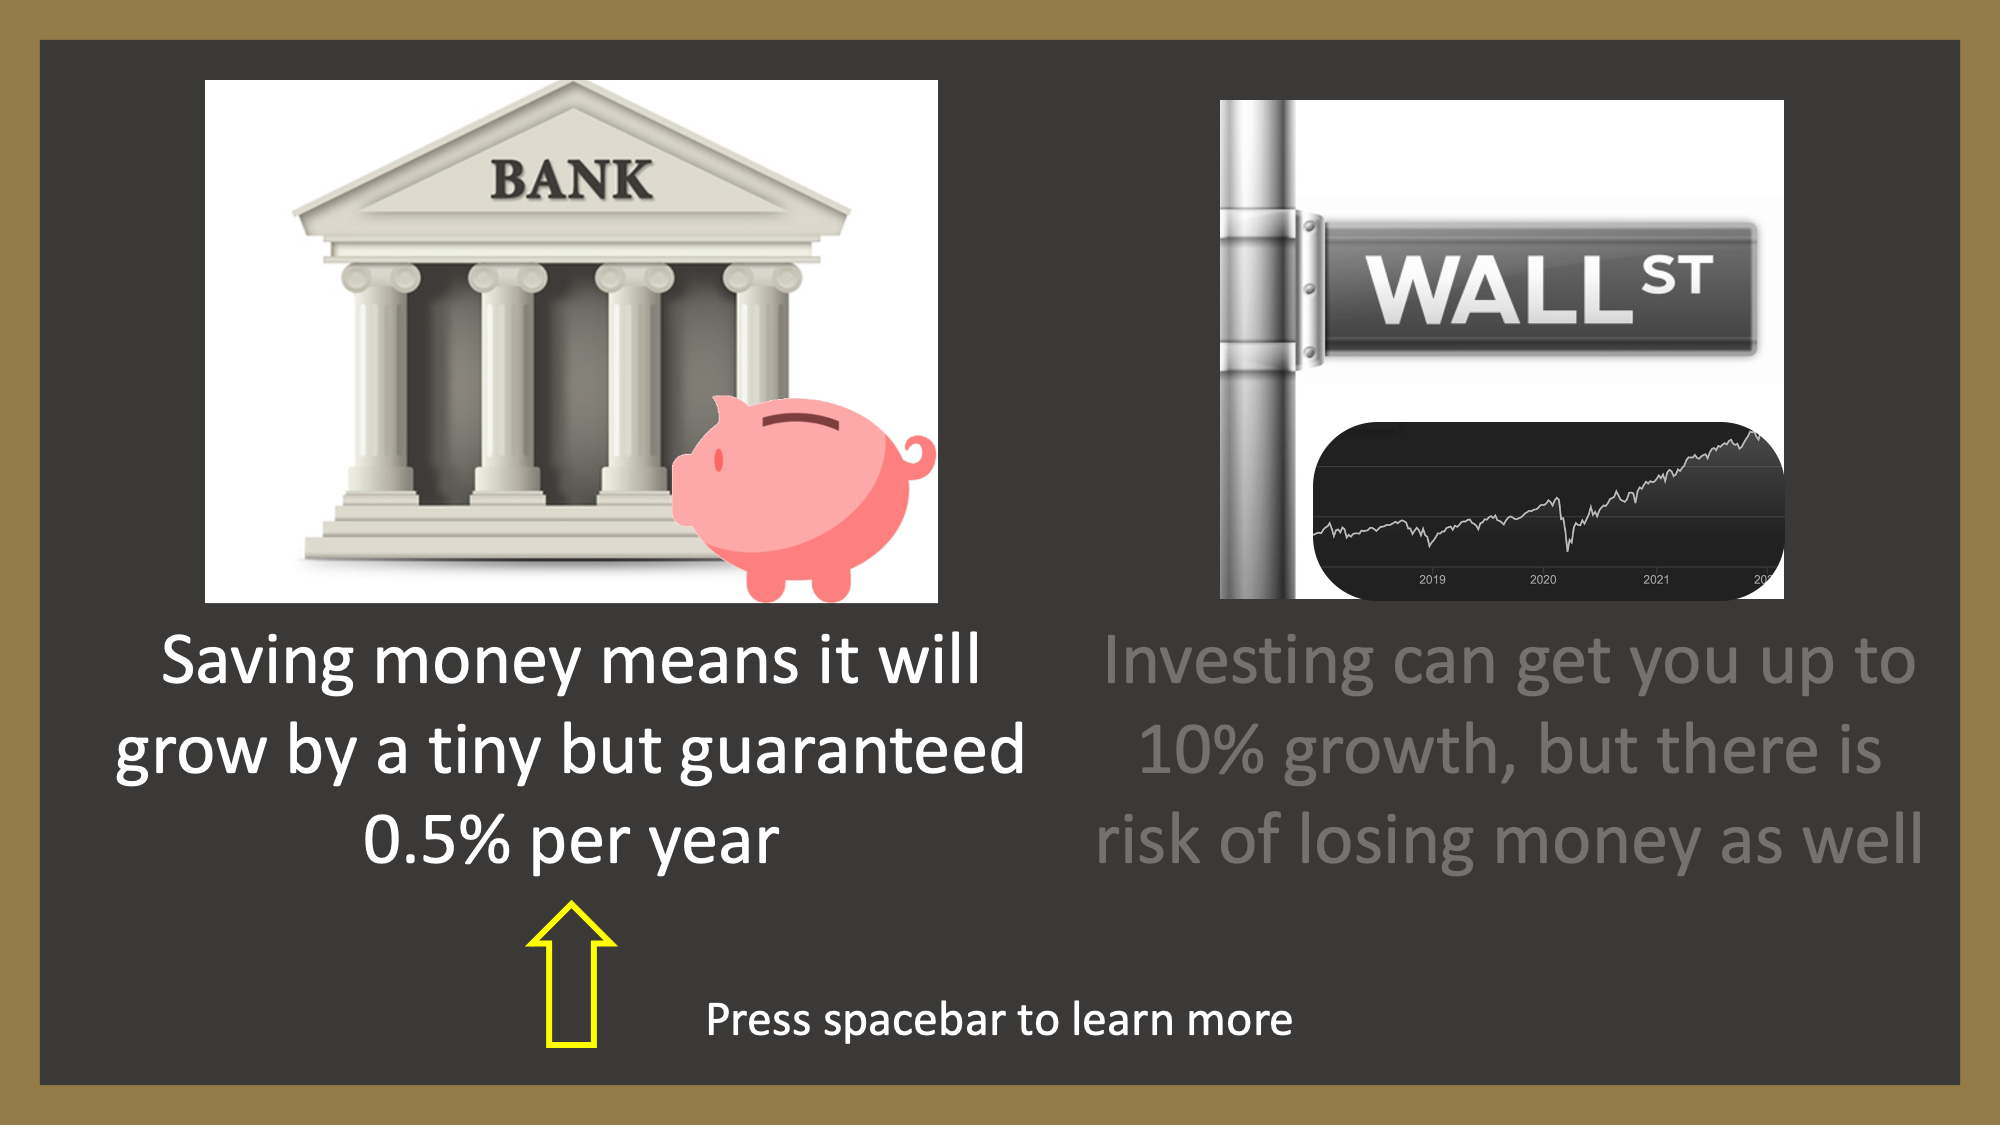 BANK
WALL ST
2019 2020 2021
Saving money means it will
grow by a tiny but guaranteed
0.5% per year
Investing can get you up to
10% growth, but there is
risk of losing money as well
Press spacebar to learn more